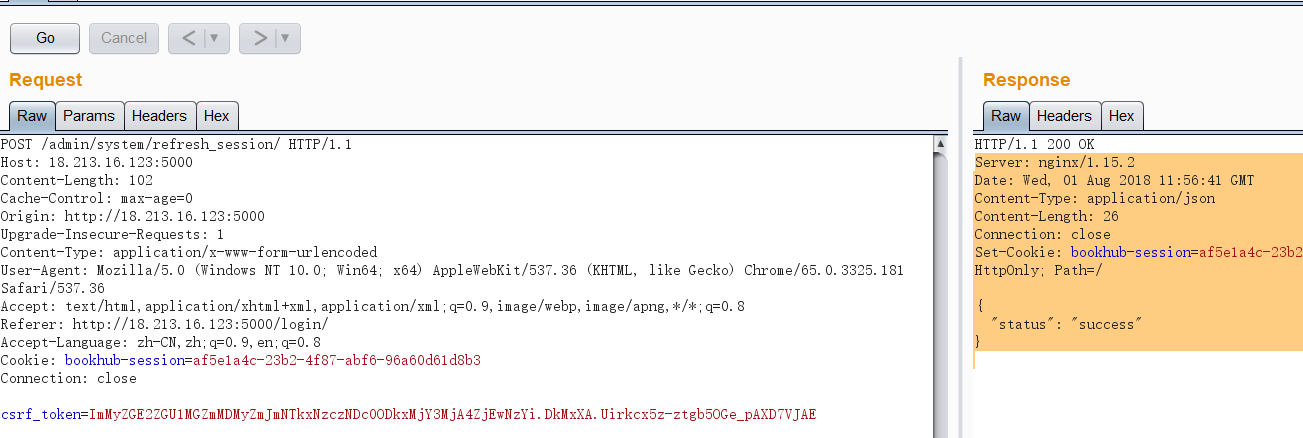 Go
Cancel
< ▼
> ▼
Request
Raw Params Headers Hex
POST /admin/system/refresh_session/ HTTP/1.1
Host: 18.213.16.123:5000
Content-Length: 102
Cache-Control: max-age=0
Origin: http://18.213.16.123:5000
Upgrade-Insecure-Requests: 1
Content-Type: application/x-www-form-urlencoded
User-Agent: Mozilla/5.0 (Windows NT 10.0; Win64; x64) AppleWebKit/537.36 (KHTML, like Gecko) Chrome/65.0.3325.181
Safari/537.36
Accept: text/html,application/xhtml+xml,application/xml;q=0.9,image/webp,image/apng,*/*;q=0.8
Referer: http://18.213.16.123:5000/login/
Accept-Language: zh-CN,zh;q=0.9,en;q=0.8
Cookie: bookhub-session=af5e1a4c-23b2-4f87-abf6-96a60d61d8b3
Connection: close
csrf_token=ImMyZGE2ZGU1MGZmMDMyZmJmNTkxNzczNDc0ODkxMjY3MjA4ZjEwNzYi.DkMxXA.Uirkcx5z-ztgb5OGe_pAXD7VJAE
Response
Raw Headers Hex
HTTP/1.1 200 OK
Server: nginx/1.15.2
Date: Wed, 01 Aug 2018 11:56:41 GMT
Content-Type: application/json
Content-Length: 26
Connection: close
Set-Cookie: bookhub-session=af5e1a4c-23b2
HttpOnly; Path=/
{
"status": "success"
}